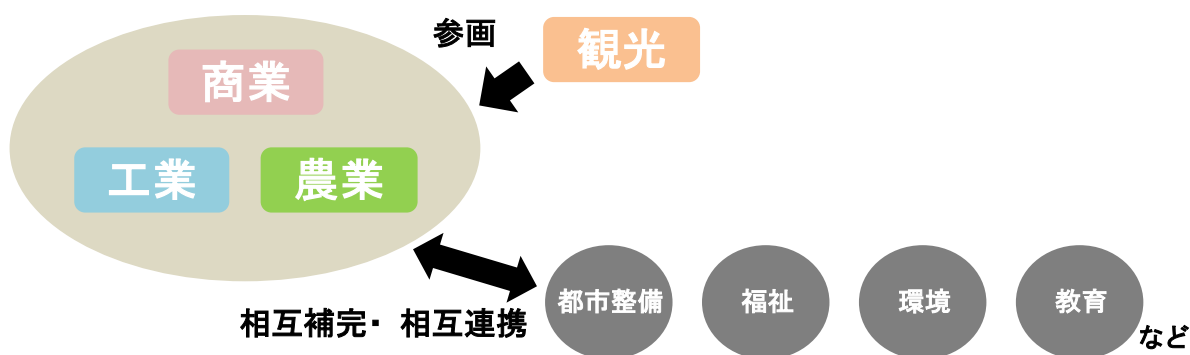 参画
観光
商業
工業
農業
相互補完・ 相互連携
都市整備
福祉
環境
教育
など